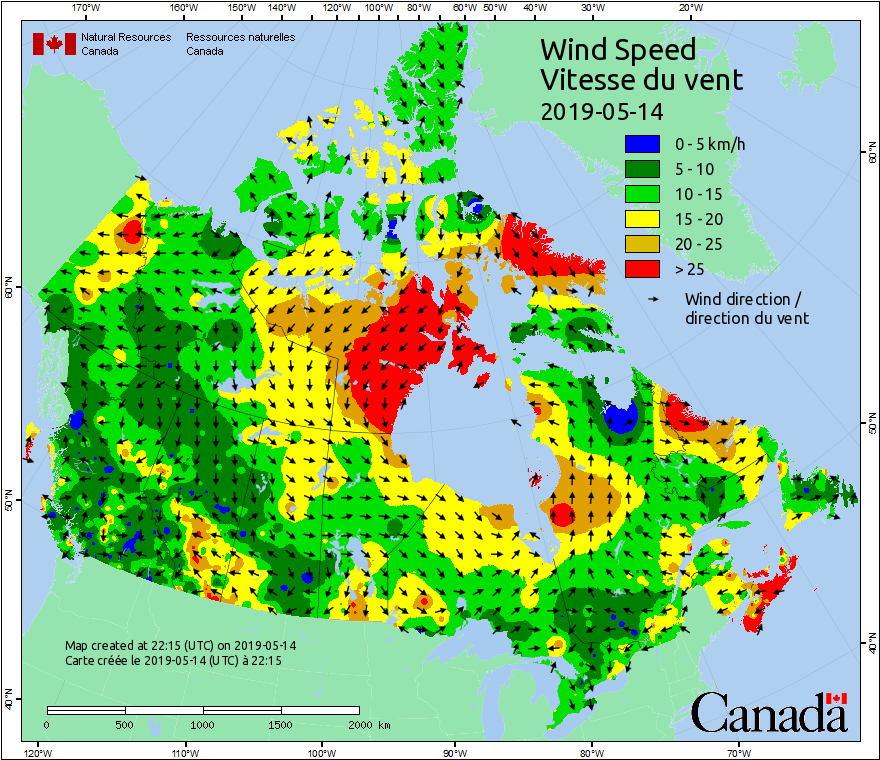 170°W 160°W 150°W 140°W 130°W 120°W 110°W 100°W 90°W 80°W 70°W 60°W 50°W 40°W 30°W 20°W
Natural Resources Ressources naturelles
Canada Canada
Wind Speed
Vitesse du vent
2019-05-14
0 - 5 km/h
5 - 10
10 - 15
15 - 20
20 - 25
> 25
Wind direction /
direction du vent
60°N 60°N
50°N 50°N
40°N 40°N
Map created at 22:15 (UTC) on 2019-05-14
Carte créée le 2019-05-14 (UTC) à 22:15
0 500 1000 1500 2000 km
Canada
120°W 110°W 100°W 90°W 80°W 70°W